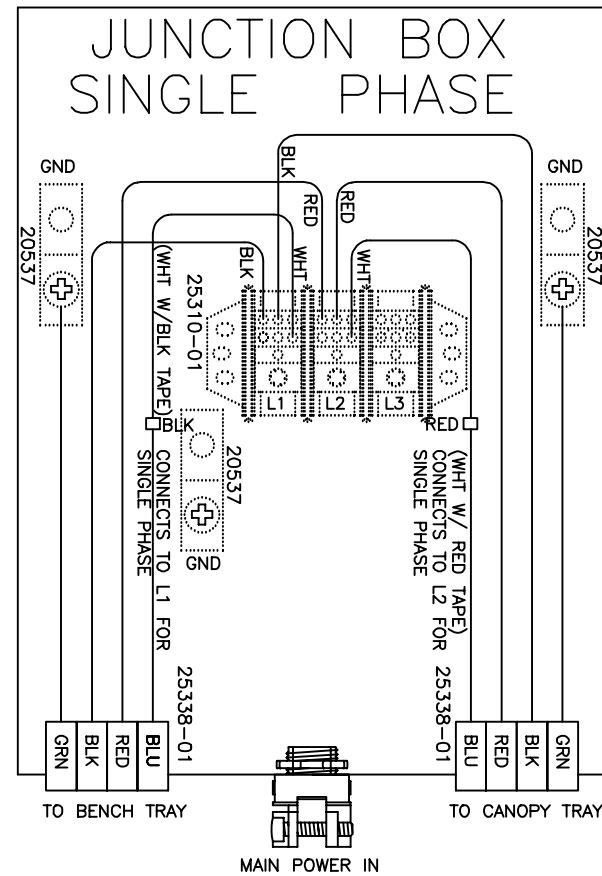 JUNCTION BOX
SINGLE PHASE
GND
GND
20537
20537
BLK
RED
RED
BLK
WHT
WHT
(WHT W/BLK TAPE)
CONNECTS TO L1 FOR
SINGLE PHASE
25310-01
L1
L2
L3
BLK
RED
20537
GND
(WHT W/ RED TAPE)
CONNECTS TO L2 FOR
SINGLE PHASE
25338-01
25338-01
GRN
BLK
RED
BLU
BLU
RED
BLK
GRN
TO BENCH TRAY
TO CANOPY TRAY
MAIN POWER IN